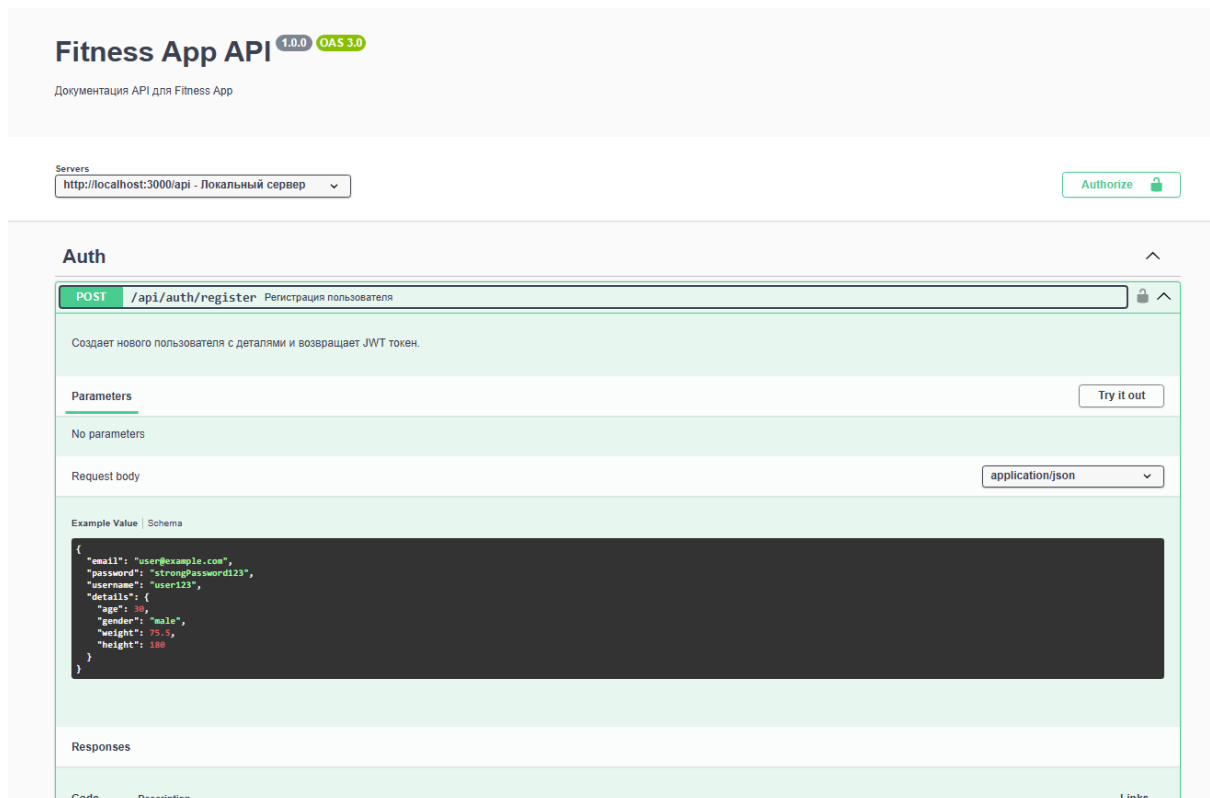 Fitness App API 1.0.0 OAS 3.0
Документация API для Fitness App
Servers
http://localhost:3000/api - Локальный сервер
Authorize
Auth
POST /api/auth/register Регистрация пользователя
Создает нового пользователя с деталями и возвращает JWT токен.
Parameters
Try it out
No parameters
Request body
application/json
Example Value | Schema
{
"email": "user@example.com",
"password": "strongPassword123",
"username": "user123",
"details": {
"age": 30,
"gender": "male",
"weight": 75.5,
"height": 180
}
}
Responses
Code Description Links